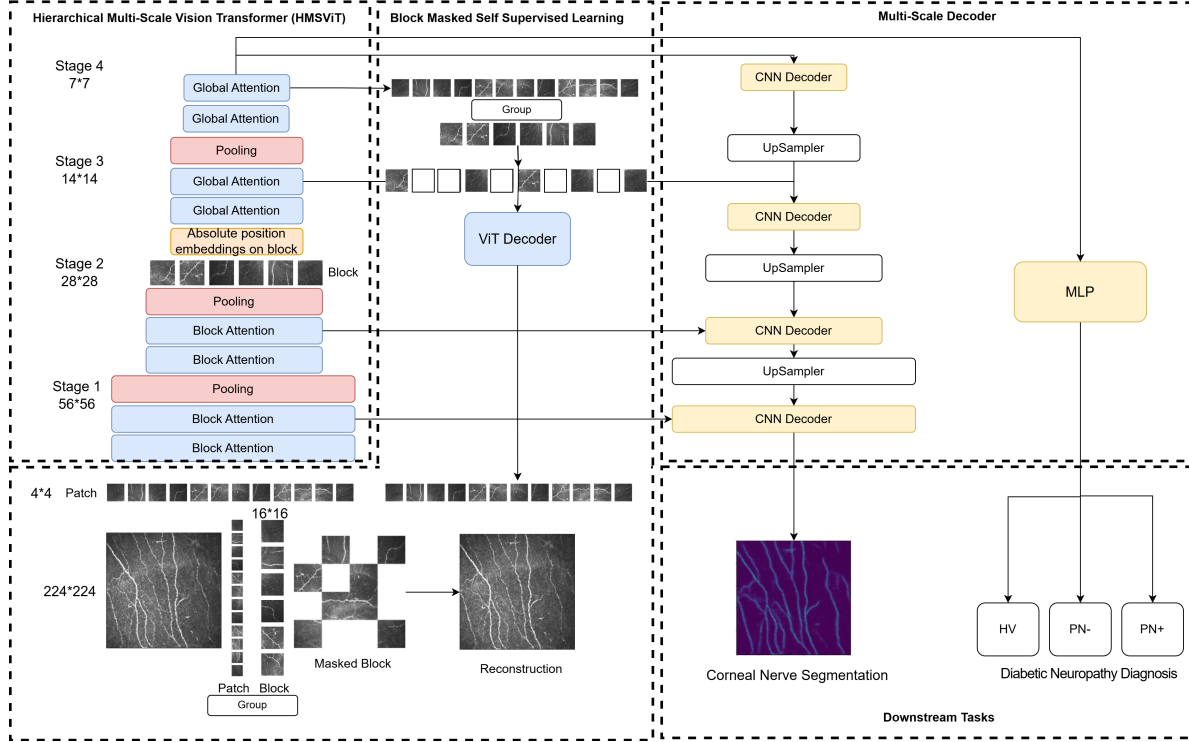 Hierarchical Multi-Scale Vision Transformer (HMSViT)
Block Masked Self Supervised Learning
Multi-Scale Decoder
Stage 4
7*7
Global Attention
Global Attention
Pooling
Stage 3
14*14
Global Attention
Global Attention
Absolute position
embeddings on block
Stage 2
28*28
Block
Pooling
Block Attention
Block Attention
Stage 1
56*56
Pooling
Block Attention
Block Attention
Group
ViT Decoder
CNN Decoder
UpSampler
CNN Decoder
UpSampler
CNN Decoder
UpSampler
CNN Decoder
MLP
4*4
Patch
16*16
224*224
Masked Block
Reconstruction
Patch
Block
Group
Corneal Nerve Segmentation
HV
PN-
PN+
Diabetic Neuropathy Diagnosis
Downstream Tasks